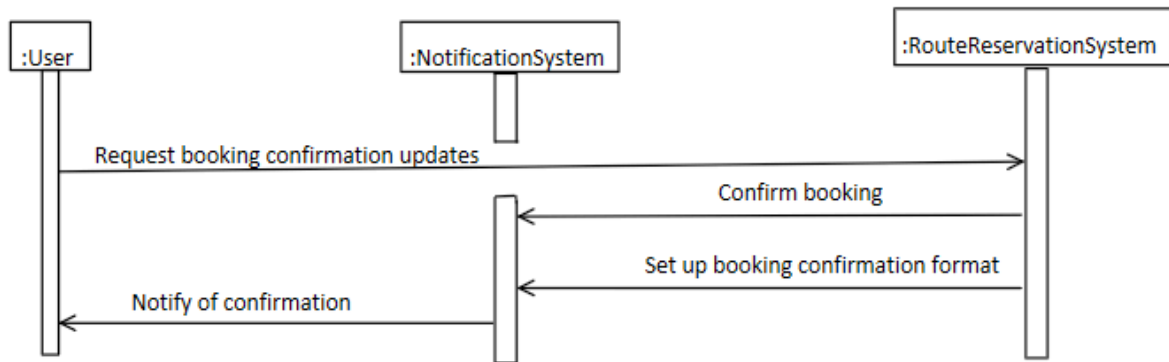 :User
:NotificationSystem
:RouteReservationSystem
Request booking confirmation updates
Confirm booking
Set up booking confirmation format
Notify of confirmation